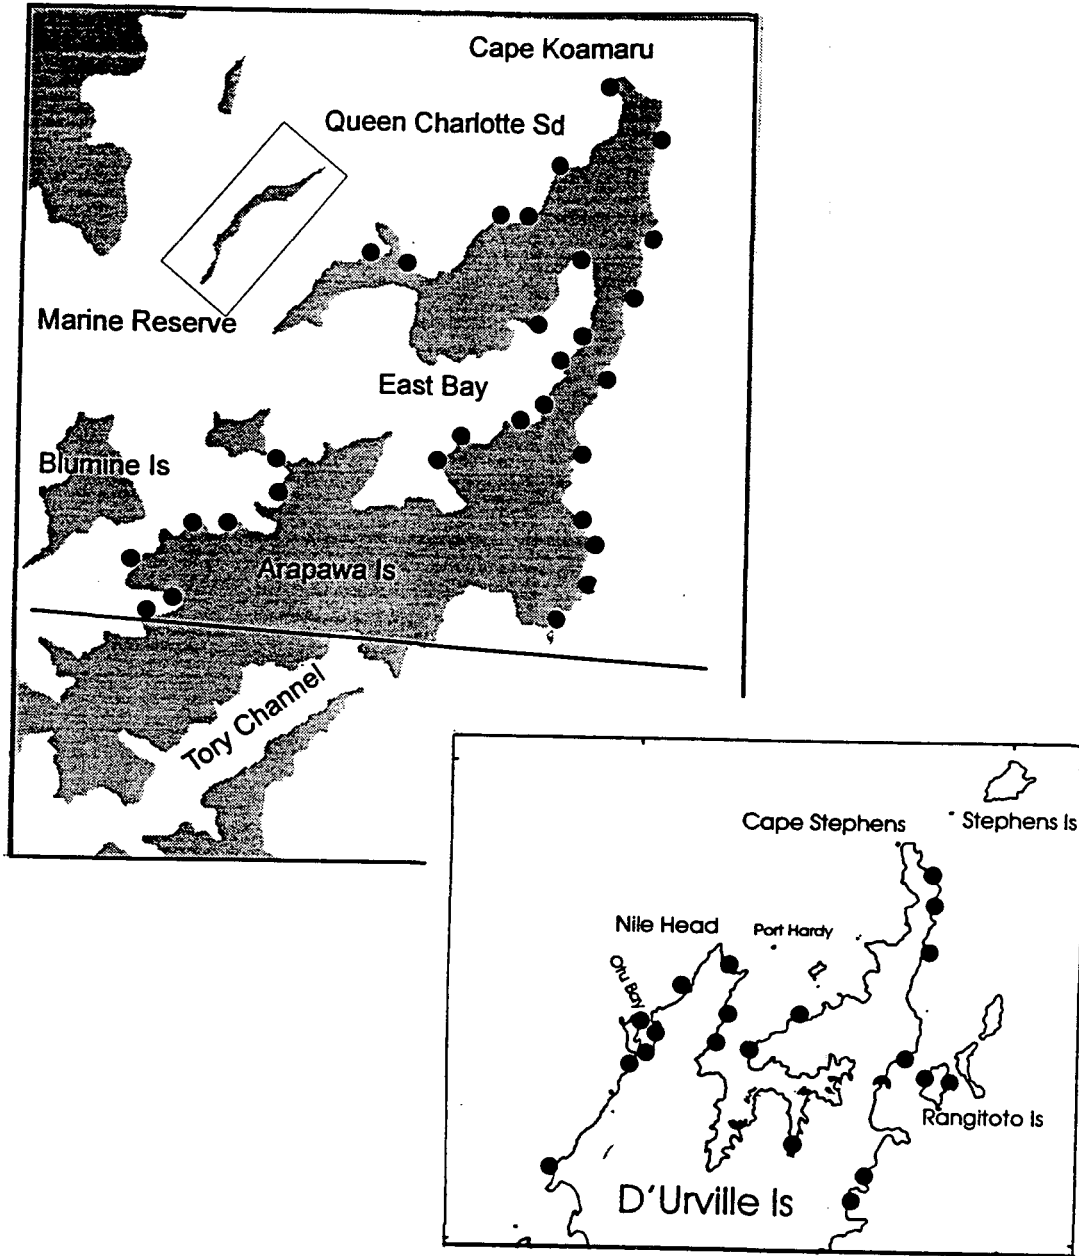 Cape Koamaru
Queen Charlotte Sd
Marine Reserve
East Bay
Blumine Is
Arapawa Is
Tory Channel
Cape Stephens
Stephens Is
Nile Head
Port Hardy
Otu Bay
Rangitoto Is
D'Urville Is